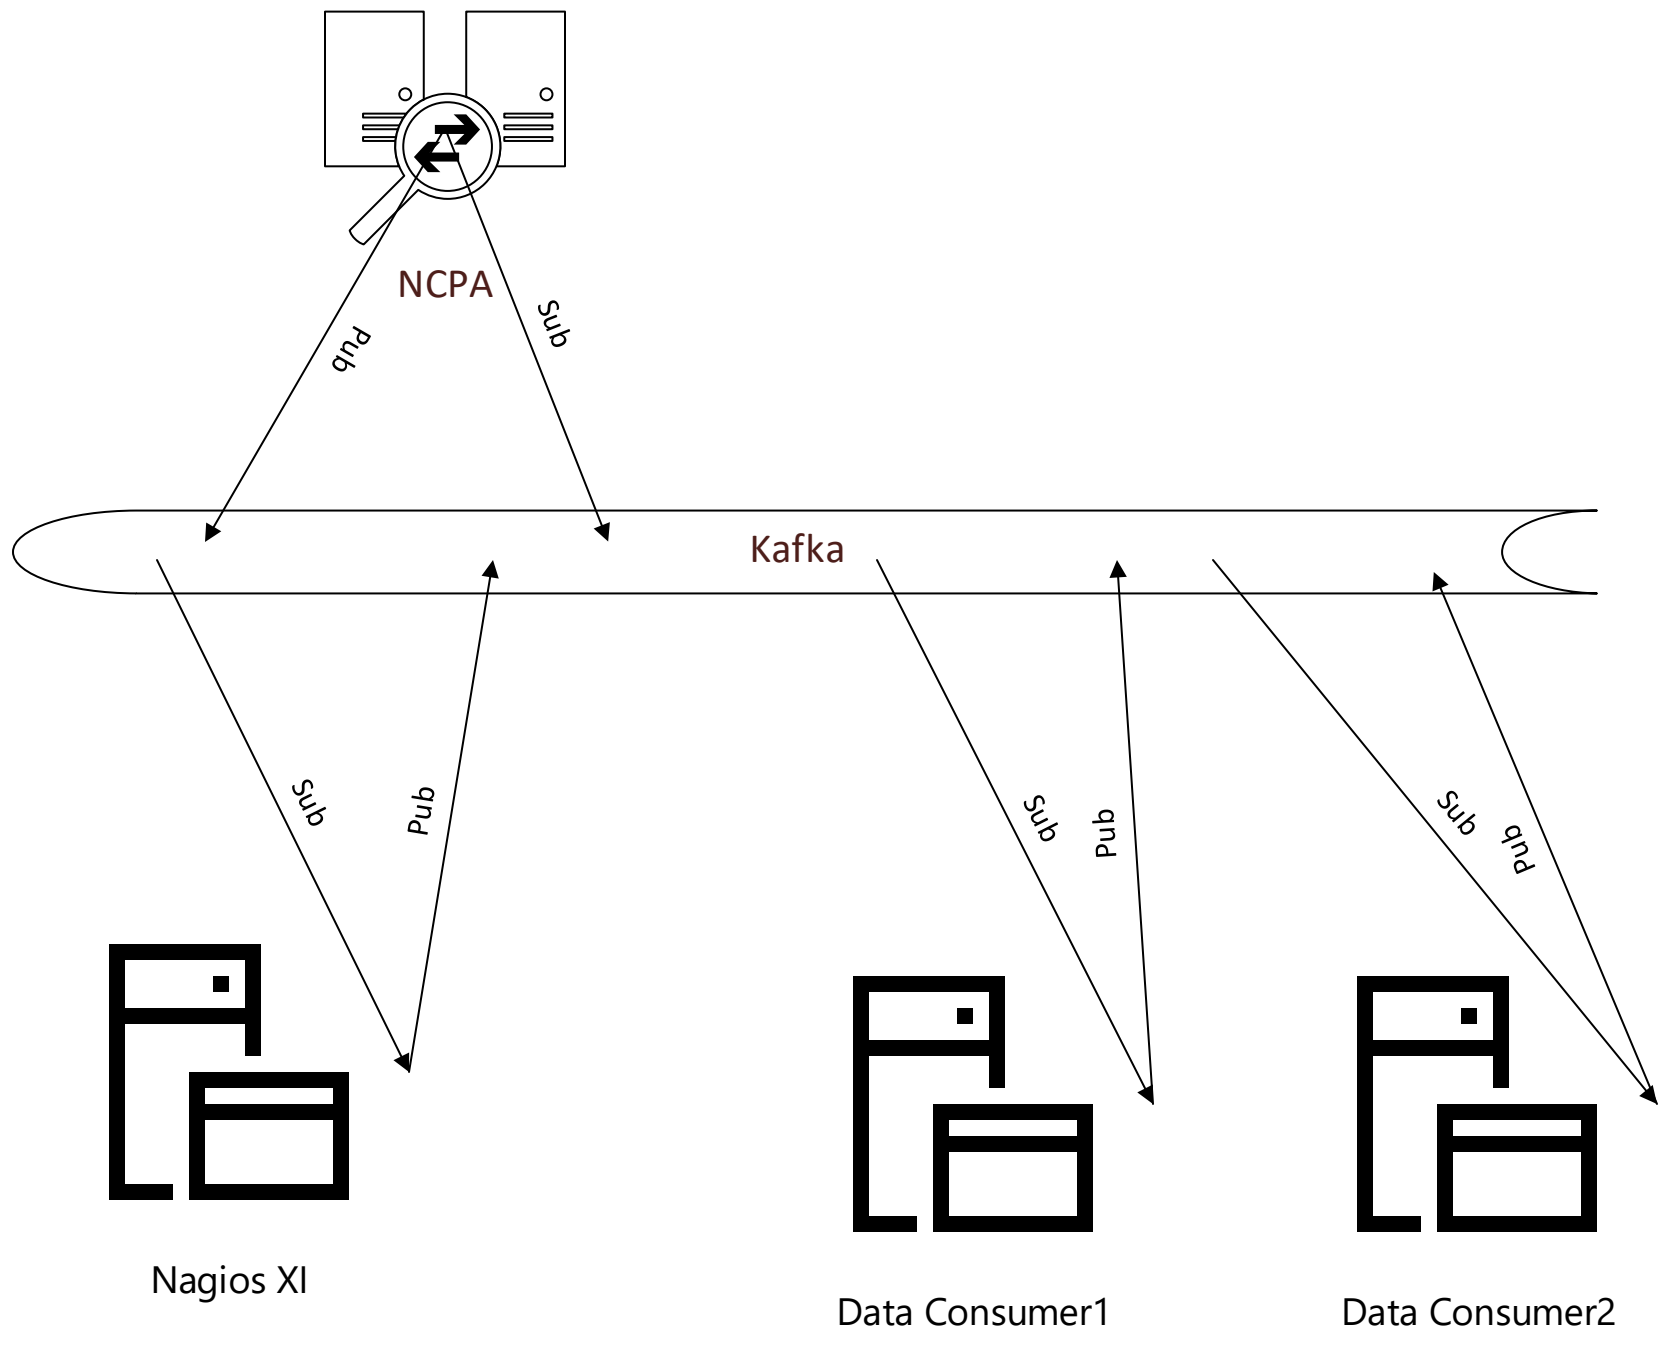 NCPA
Pub
Sub
Kafka
Sub
Pub
Sub
Pub
Sub
Pub
Nagios XI
Data Consumer1
Data Consumer2